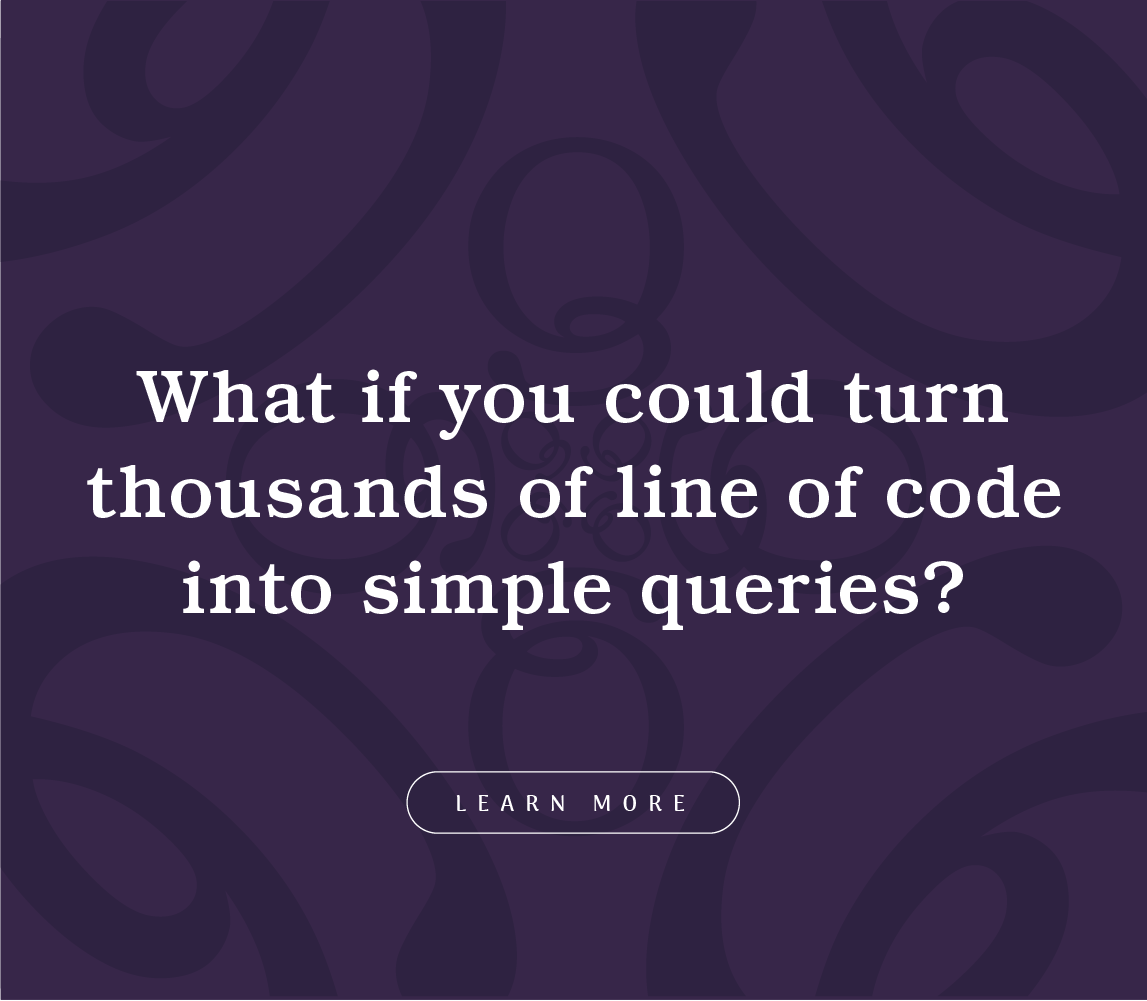 What if you could turn
thousands of line of code
into simple queries?
LEARN MORE